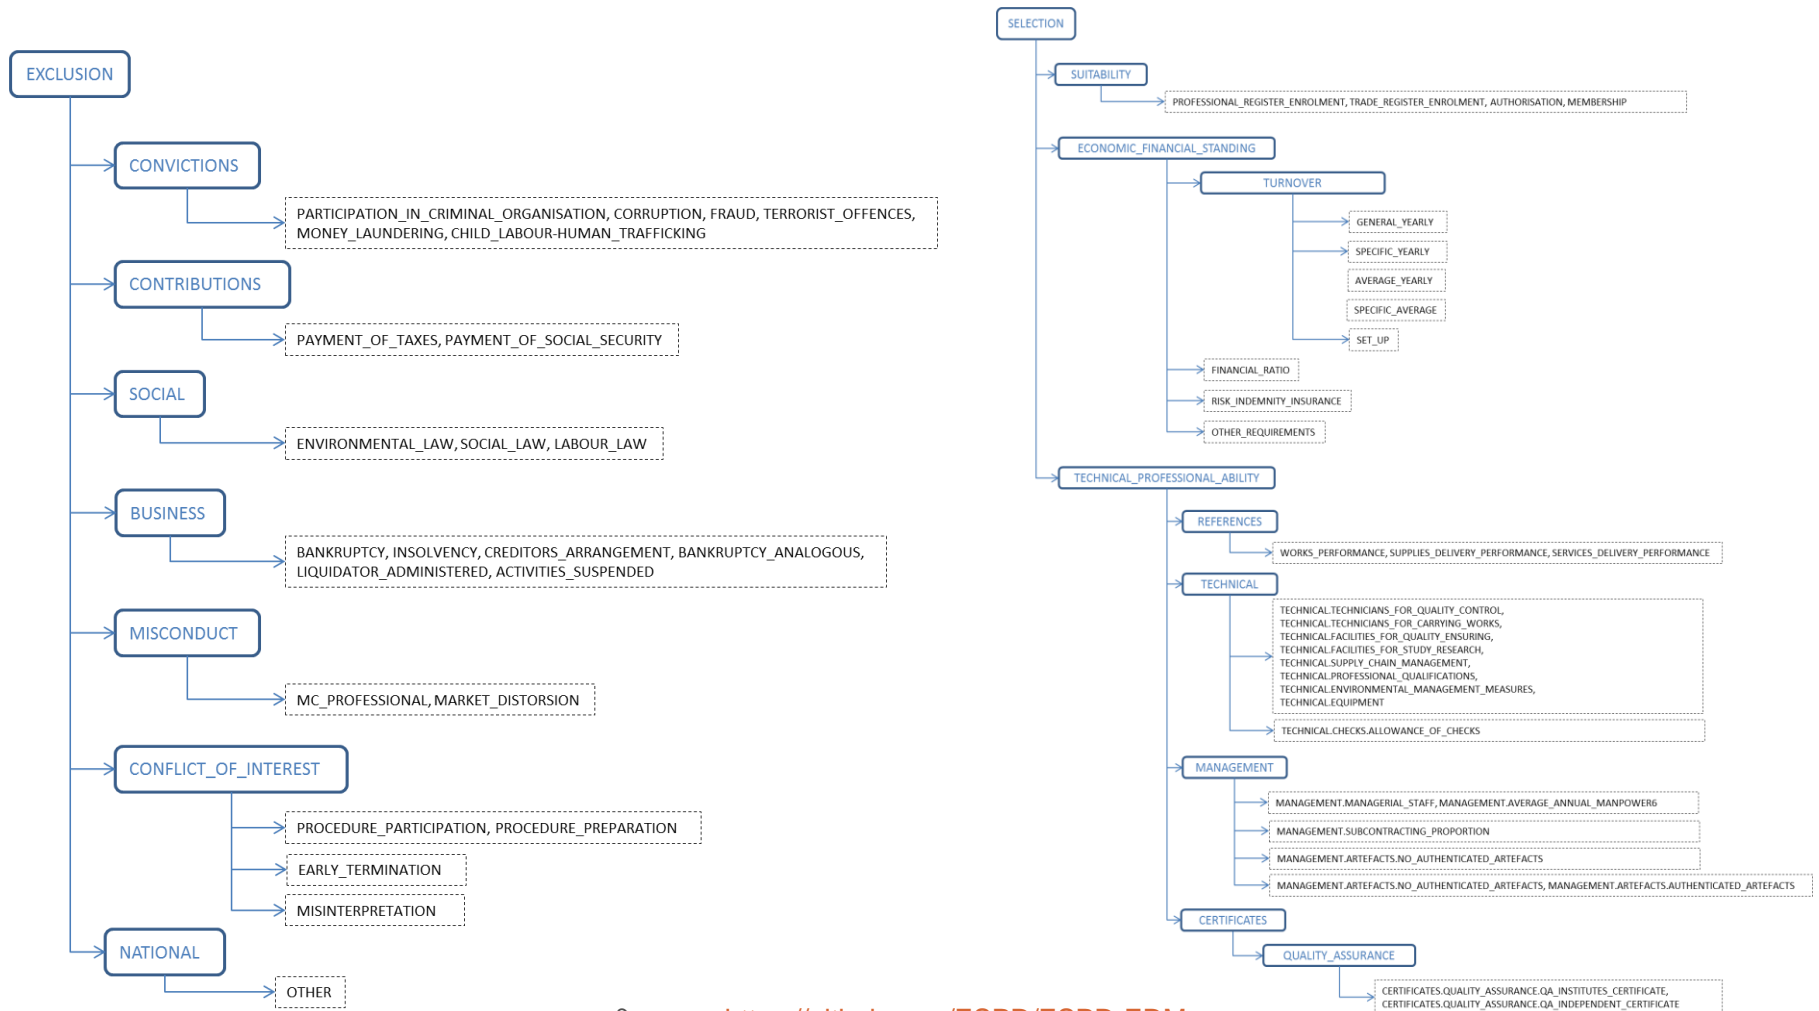 EXCLUSION
CONVICTIONS
PARTICIPATION_IN_CRIMINAL_ORGANISATION, CORRUPTION, FRAUD, TERRORIST_OFFENCES,
MONEY_LAUNDERING, CHILD_LABOUR-HUMAN_TRAFFICKING
CONTRIBUTIONS
PAYMENT_OF_TAXES, PAYMENT_OF_SOCIAL_SECURITY
SOCIAL
ENVIRONMENTAL_LAW, SOCIAL_LAW, LABOUR_LAW
BUSINESS
BANKRUPTCY, INSOLVENCY, CREDITORS_ARRANGEMENT, BANKRUPTCY_ANALOGOUS,
LIQUIDATOR_ADMINISTERED, ACTIVITIES_SUSPENDED
MISCONDUCT
MC_PROFESSIONAL, MARKET_DISTORSION
CONFLICT_OF_INTEREST
PROCEDURE_PARTICIPATION, PROCEDURE_PREPARATION
EARLY_TERMINATION
MISINTERPRETATION
NATIONAL
OTHER
SELECTION
SUITABILITY
PROFESSIONAL_REGISTER_ENROLMENT, TRADE_REGISTER_ENROLMENT, AUTHORISATION, MEMBERSHIP
ECONOMIC_FINANCIAL_STANDING
TURNOVER
GENERAL_YEARLY
SPECIFIC_YEARLY
AVERAGE_YEARLY
SPECIFIC_AVERAGE
SET_UP
FINANCIAL_RATIO
RISK_INDEMNITY_INSURANCE
OTHER_REQUIREMENTS
TECHNICAL_PROFESSIONAL_ABILITY
REFERENCES
WORKS_PERFORMANCE, SUPPLIES_DELIVERY_PERFORMANCE, SERVICES_DELIVERY_PERFORMANCE
TECHNICAL
TECHNICAL.TECHNICIANS_FOR_QUALITY_CONTROL,
TECHNICAL.TECHNICIANS_FOR_CARRYING_WORKS,
TECHNICAL.FACILITIES_FOR_QUALITY_ENSURING,
TECHNICAL.FACILITIES_FOR_STUDY_RESEARCH,
TECHNICAL.SUPPLY_CHAIN_MANAGEMENT,
TECHNICAL.PROFESSIONAL_QUALIFICATIONS,
TECHNICAL.ENVIRONMENTAL_MANAGEMENT_MEASURES,
TECHNICAL.EQUIPMENT
TECHNICAL.CHECKS.ALLOWANCE_OF_CHECKS
MANAGEMENT
MANAGEMENT.MANAGERIAL_STAFF, MANAGEMENT.AVERAGE_ANNUAL_MANPOWER6
MANAGEMENT.SUBCONTRACTING_PROPORTION
MANAGEMENT.ARTEFACTS.NO_AUTHENTICATED_ARTEFACTS
MANAGEMENT.ARTEFACTS.NO_AUTHENTICATED_ARTEFACTS, MANAGEMENT.ARTEFACTS.AUTHENTICATED_ARTEFACTS
CERTIFICATES
QUALITY_ASSURANCE
CERTIFICATES.QUALITY_ASSURANCE.QA_INSTITUTES_CERTIFICATE,
CERTIFICATES.QUALITY_ASSURANCE.QA_INDEPENDENT_CERTIFICATE